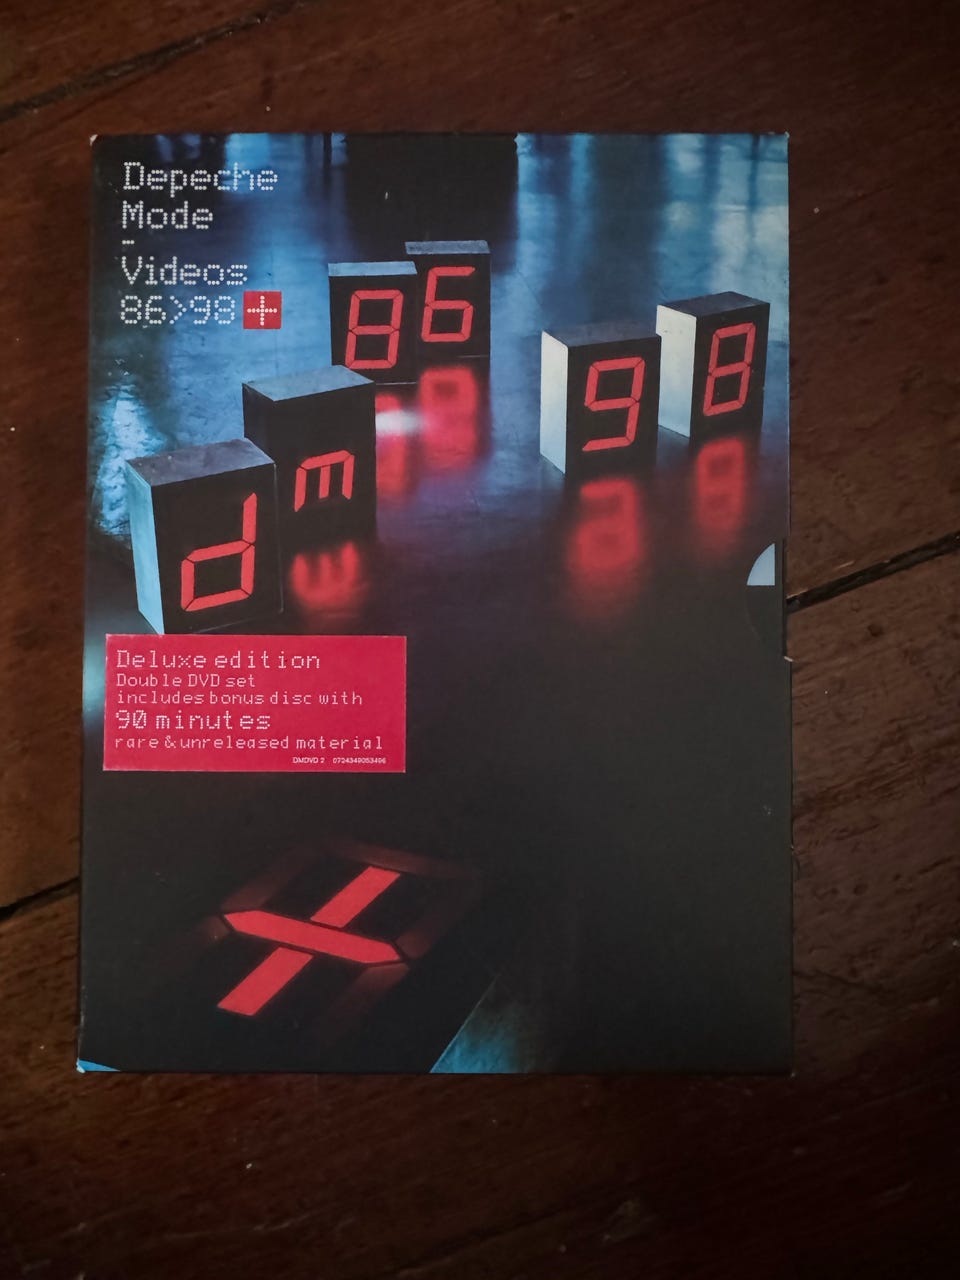 Depeche
Mode
-
Videos
86>98+
86
98
dm
Deluxe edition
Double DVD set
includes bonus disc with
90 minutes
rare & unreleased material
DMDVD 2 0724349053496
+